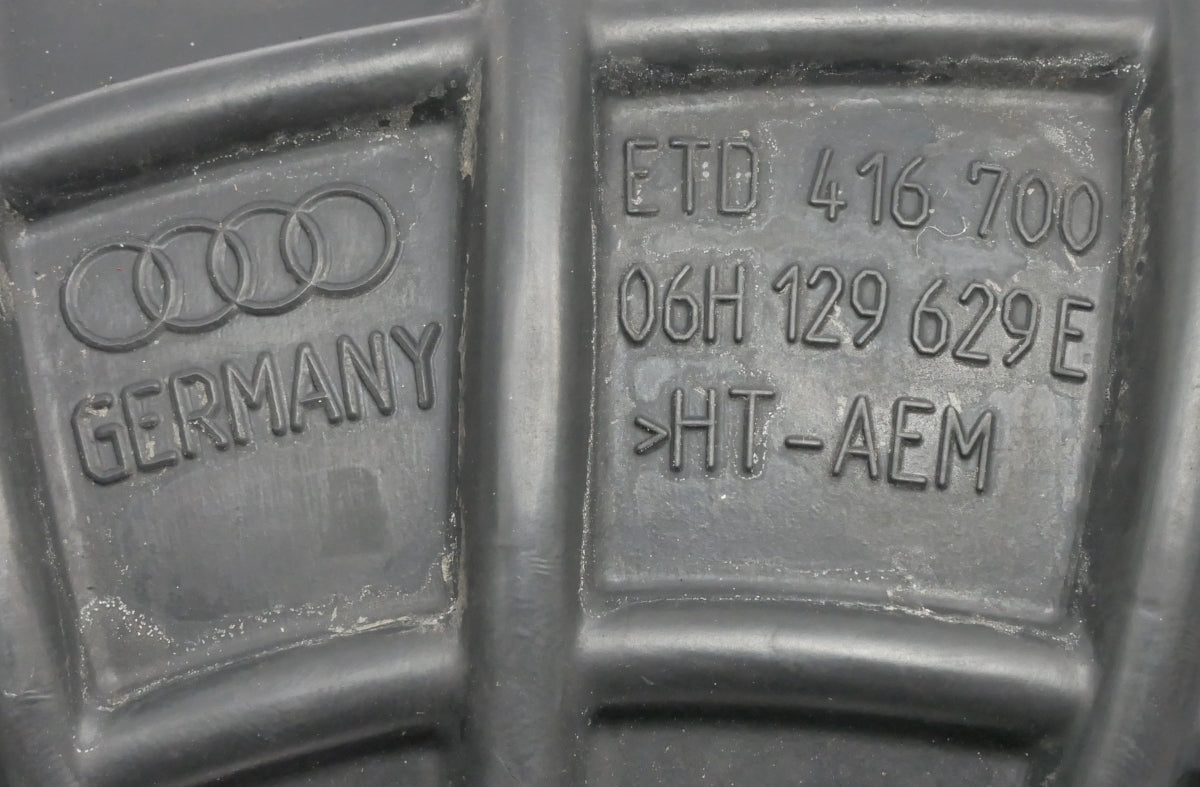 GERMANY
ETD 416 700
06H 129 629 E
>HT-AEM